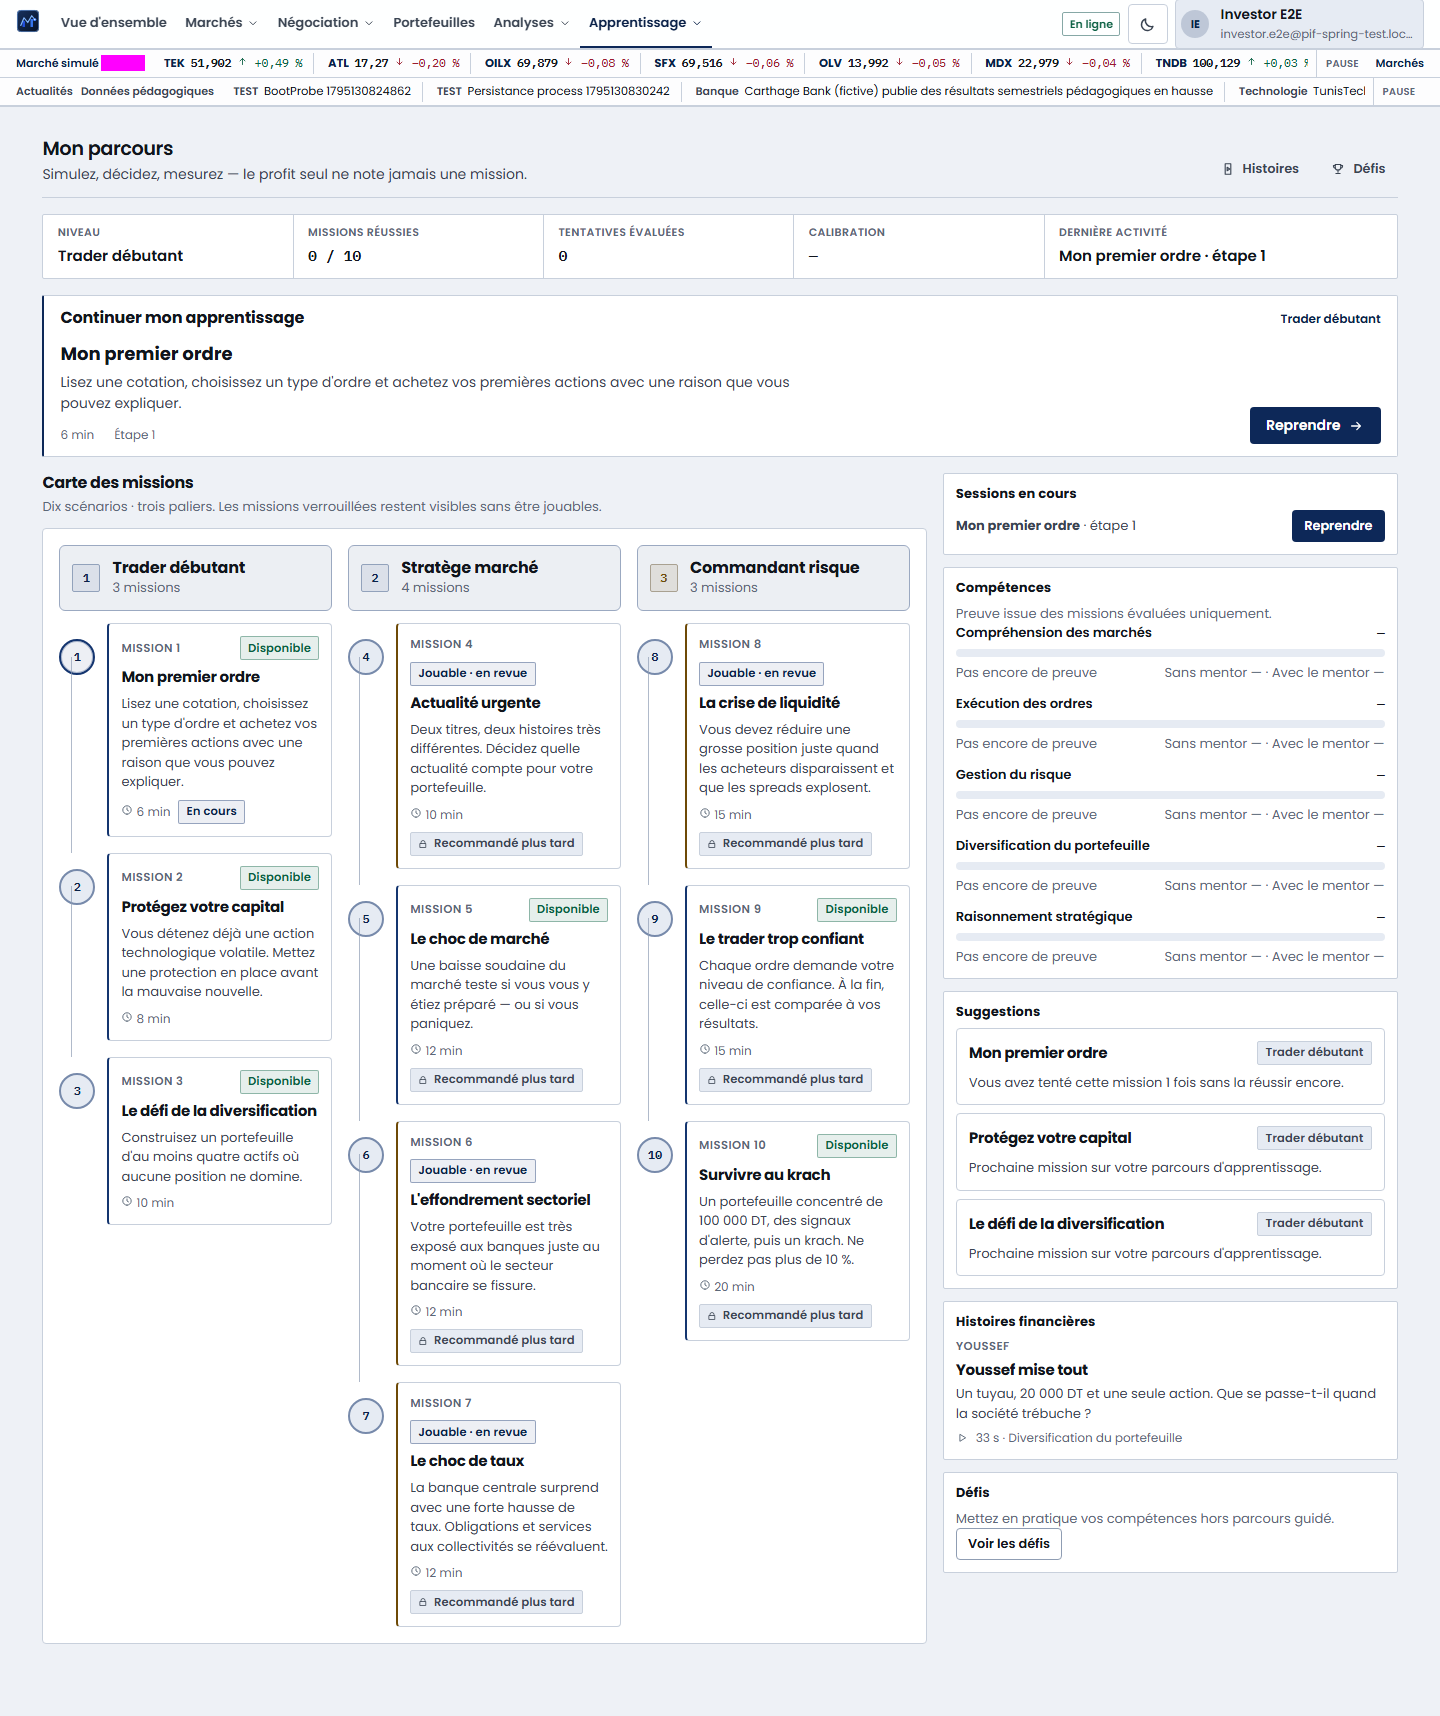 Vue d'ensemble Marchés Négociation Portefeuilles Analyses Apprentissage En ligne IE Investor E2E
investor.e2e@pif-spring-test.loc…
Marché simulé TEK 51,902 ↑ +0,49 % ATL 17,27 ↓ −0,20 % OILX 69,879 ↓ −0,08 % SFX 69,516 ↓ −0,06 % OLV 13,992 ↓ −0,05 % MDX 22,979 ↓ −0,04 % TNDB 100,129 ↑ +0,03 PAUSE Marchés
Actualités Données pédagogiques TEST BootProbe 1795130824862 TEST Persistance process 1795130830242 Banque Carthage Bank (fictive) publie des résultats semestriels pédagogiques en hausse Technologie TunisTecl PAUSE
Mon parcours
Simulez, décidez, mesurez — le profit seul ne note jamais une mission.
Histoires Défis
NIVEAU
Trader débutant
MISSIONS RÉUSSIES
0 / 10
TENTATIVES ÉVALUÉES
0
CALIBRATION
—
DERNIÈRE ACTIVITÉ
Mon premier ordre · étape 1
Continuer mon apprentissage
Trader débutant
Mon premier ordre
Lisez une cotation, choisissez un type d'ordre et achetez vos premières actions avec une raison que vous
pouvez expliquer.
6 min Étape 1
Reprendre →
Carte des missions
Dix scénarios · trois paliers. Les missions verrouillées restent visibles sans être jouables.
1 Trader débutant
3 missions
1
MISSION 1 Disponible
Mon premier ordre
Lisez une cotation, choisissez
un type d'ordre et achetez vos
premières actions avec une
raison que vous pouvez
expliquer.
6 min En cours
2
MISSION 2 Disponible
Protégez votre capital
Vous détenez déjà une action
technologique volatile. Mettez
une protection en place avant
la mauvaise nouvelle.
8 min
3
MISSION 3 Disponible
Le défi de la diversification
Construisez un portefeuille
d'au moins quatre actifs où
aucune position ne domine.
10 min
2 Stratège marché
4 missions
4
MISSION 4
Jouable · en revue
Actualité urgente
Deux titres, deux histoires très
différentes. Décidez quelle
actualité compte pour votre
portefeuille.
10 min
Recommandé plus tard
5
MISSION 5 Disponible
Le choc de marché
Une baisse soudaine du
marché teste si vous vous y
étiez préparé — ou si vous
paniquez.
12 min
Recommandé plus tard
6
MISSION 6
Jouable · en revue
L'effondrement sectoriel
Votre portefeuille est très
exposé aux banques juste au
moment où le secteur
bancaire se fissure.
12 min
Recommandé plus tard
7
MISSION 7
Jouable · en revue
Le choc de taux
La banque centrale surprend
avec une forte hausse de
taux. Obligations et services
aux collectivités se réévaluent.
12 min
Recommandé plus tard
3 Commandant risque
3 missions
8
MISSION 8
Jouable · en revue
La crise de liquidité
Vous devez réduire une
grosse position juste quand
les acheteurs disparaissent et
que les spreads explosent.
15 min
Recommandé plus tard
9
MISSION 9 Disponible
Le trader trop confiant
Chaque ordre demande votre
niveau de confiance. À la fin,
celle-ci est comparée à vos
résultats.
15 min
Recommandé plus tard
10
MISSION 10 Disponible
Survivre au krach
Un portefeuille concentré de
100 000 DT, des signaux
d'alerte, puis un krach. Ne
perdez pas plus de 10 %.
20 min
Recommandé plus tard
Sessions en cours
Mon premier ordre · étape 1 Reprendre
Compétences
Preuve issue des missions évaluées uniquement.
Compréhension des marchés —
Pas encore de preuve Sans mentor — · Avec le mentor —
Exécution des ordres —
Pas encore de preuve Sans mentor — · Avec le mentor —
Gestion du risque —
Pas encore de preuve Sans mentor — · Avec le mentor —
Diversification du portefeuille —
Pas encore de preuve Sans mentor — · Avec le mentor —
Raisonnement stratégique —
Pas encore de preuve Sans mentor — · Avec le mentor —
Suggestions
Mon premier ordre Trader débutant
Vous avez tenté cette mission 1 fois sans la réussir encore.
Protégez votre capital Trader débutant
Prochaine mission sur votre parcours d'apprentissage.
Le défi de la diversification Trader débutant
Prochaine mission sur votre parcours d'apprentissage.
Histoires financières
YOUSSEF
Youssef mise tout
Un tuyau, 20 000 DT et une seule action. Que se passe-t-il quand
la société trébuche ?
33 s · Diversification du portefeuille
Défis
Mettez en pratique vos compétences hors parcours guidé.
Voir les défis